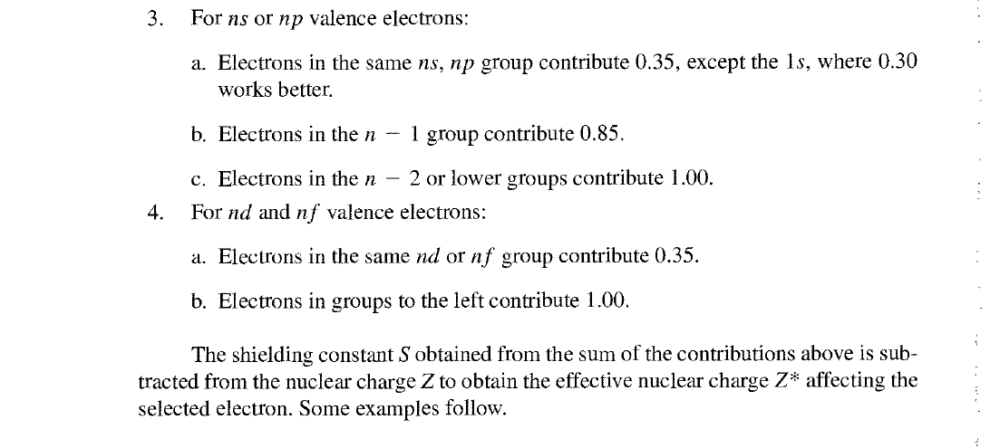 3. For ns or np valence electrons:
a. Electrons in the same ns, np group contribute 0.35, except the 1s, where 0.30
works better.
b. Electrons in the n − 1 group contribute 0.85.
c. Electrons in the n − 2 or lower groups contribute 1.00.
4. For nd and nf valence electrons:
a. Electrons in the same nd or nf group contribute 0.35.
b. Electrons in groups to the left contribute 1.00.
The shielding constant S obtained from the sum of the contributions above is sub-
tracted from the nuclear charge Z to obtain the effective nuclear charge Z* affecting the
selected electron. Some examples follow.